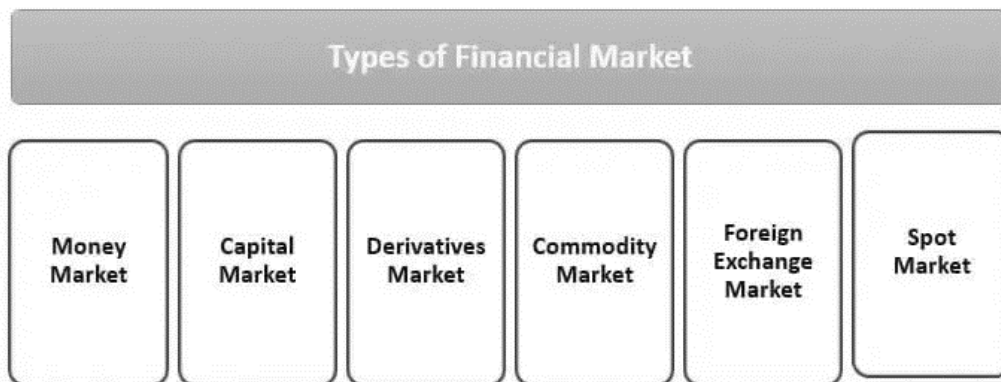 Types of Financial Market
Money
Market
Capital
Market
Derivatives
Market
Commodity
Market
Foreign
Exchange
Market
Spot
Market